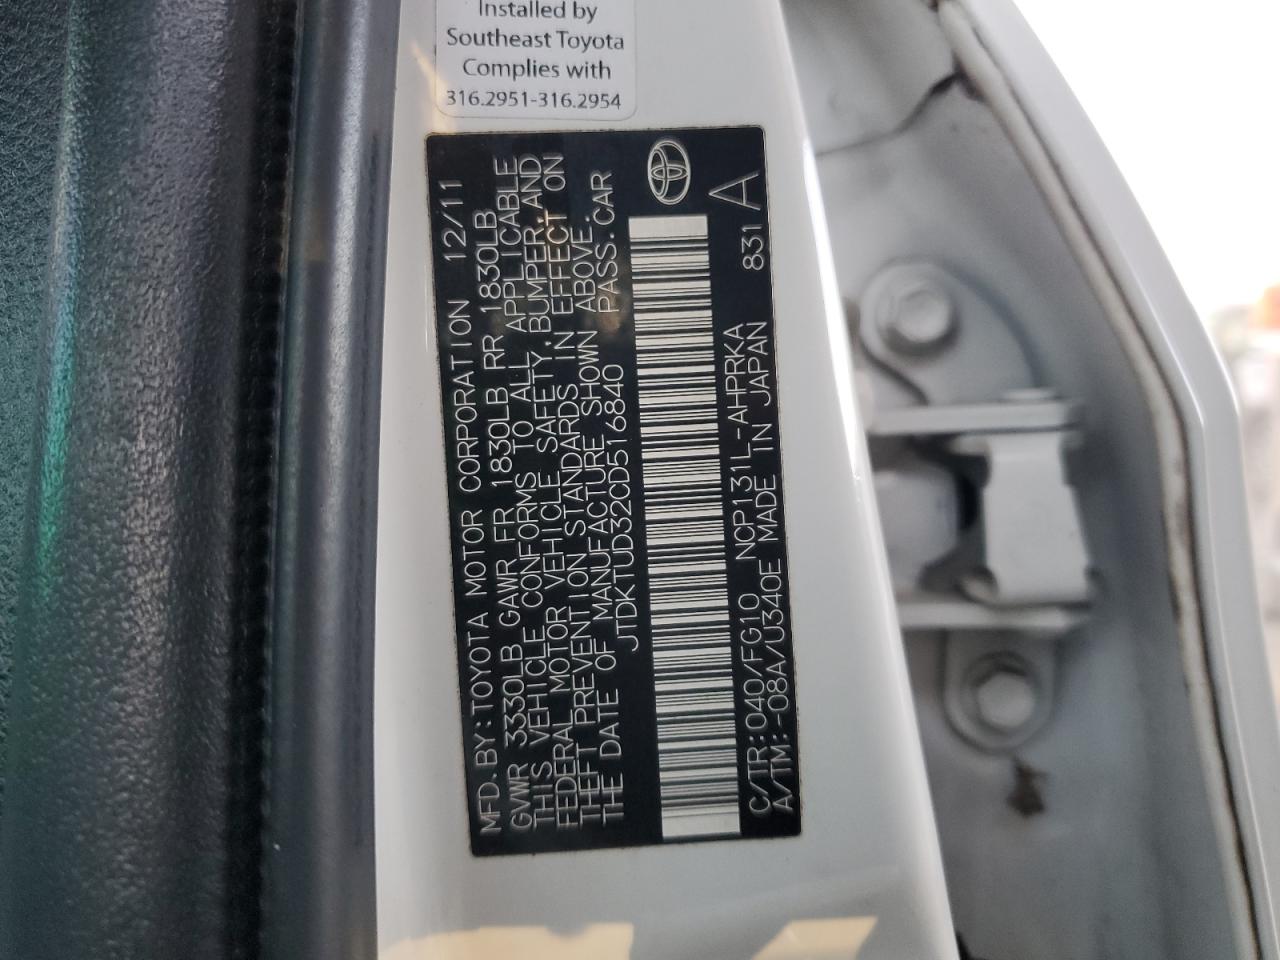 Installed by
Southeast Toyota
Complies with
316.2951-316.2954
MFD. BY: TOYOTA MOTOR CORPORATION 12/11
GVWR 3330LB GAWR FR 1830LB RR 1830LB
THIS VEHICLE CONFORMS TO ALL APPLICABLE
FEDERAL MOTOR VEHICLE SAFETY, BUMPER, AND
THEFT PREVENTION STANDARDS IN EFFECT ON
THE DATE OF MANUFACTURE SHOWN ABOVE.
JTDKTUD32CD516840 PASS. CAR
C/TR: 040/FG10 NCP131L-AHPRKA 831 A
A/TM: -08A/U340E MADE IN JAPAN